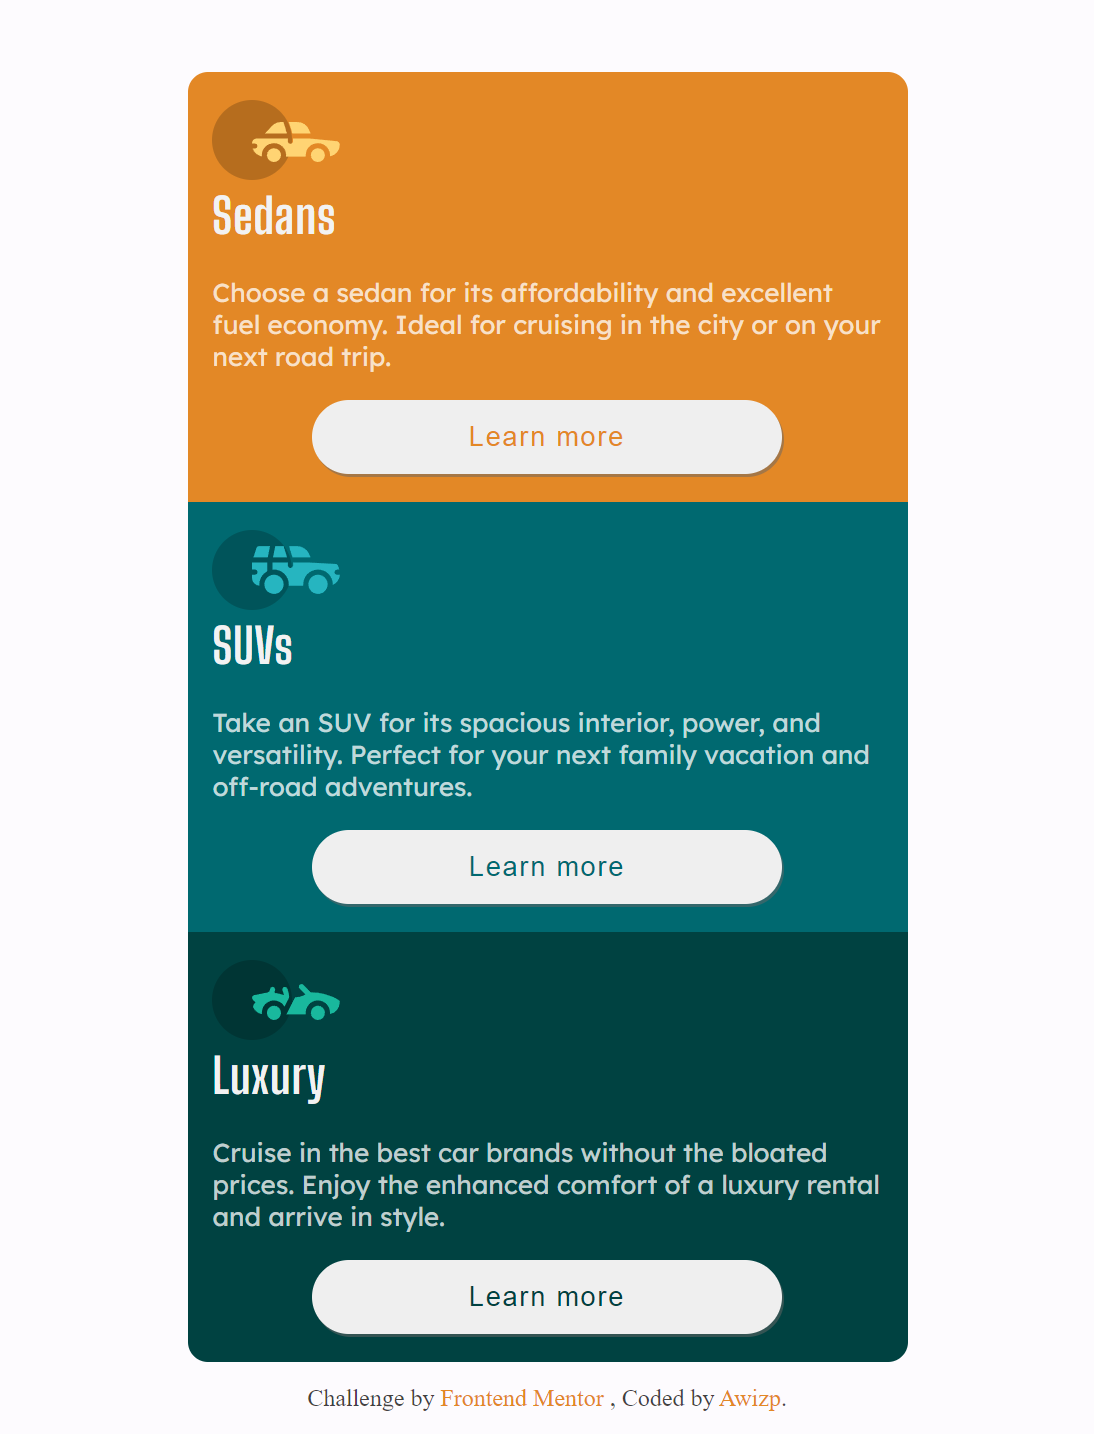 Sedans
Choose a sedan for its affordability and excellent
fuel economy. Ideal for cruising in the city or on your
next road trip.
Learn more
SUVs
Take an SUV for its spacious interior, power, and
versatility. Perfect for your next family vacation and
off-road adventures.
Learn more
Luxury
Cruise in the best car brands without the bloated
prices. Enjoy the enhanced comfort of a luxury rental
and arrive in style.
Learn more
Challenge by Frontend Mentor , Coded by Awizp.